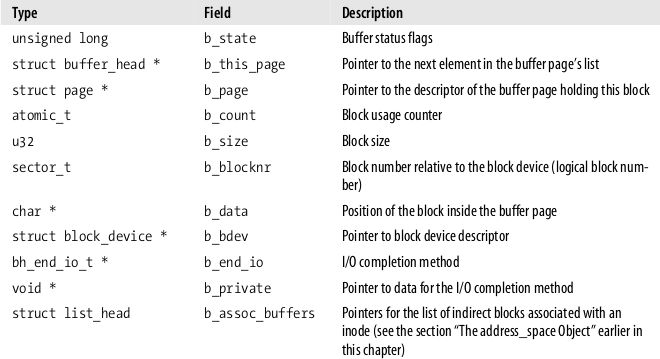 Type Field Description
unsigned long b_state Buffer status flags
struct buffer_head * b_this_page Pointer to the next element in the buffer page's list
struct page * b_page Pointer to the descriptor of the buffer page holding this block
atomic_t b_count Block usage counter
u32 b_size Block size
sector_t b_blocknr Block number relative to the block device (logical block num-
ber)
char * b_data Position of the block inside the buffer page
struct block_device * b_bdev Pointer to block device descriptor
bh_end_io_t * b_end_io I/O completion method
void * b_private Pointer to data for the I/O completion method
struct list_head b_assoc_buffers Pointers for the list of indirect blocks associated with an
inode (see the section “The address_space Object” earlier in
this chapter)